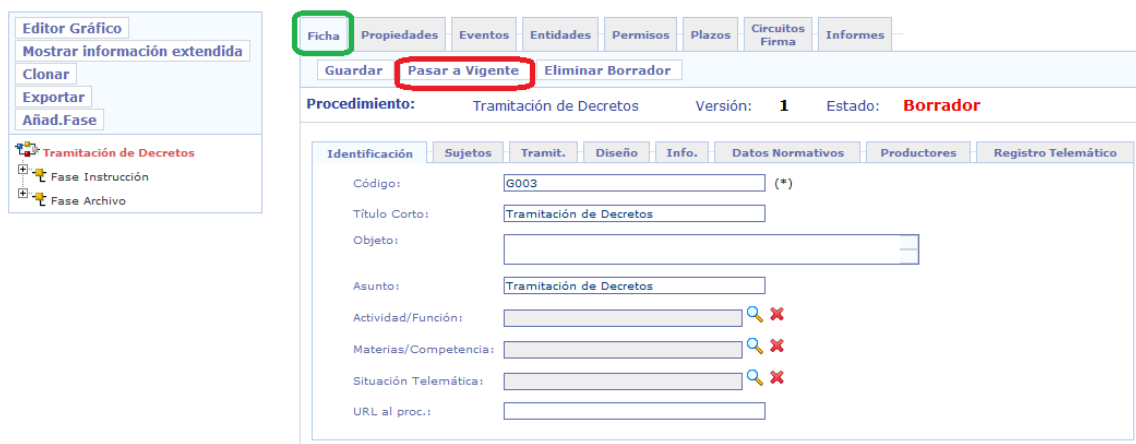 Editor Gráfico
Mostrar información extendida
Clonar
Exportar
Añad.Fase
Tramitación de Decretos
Fase Instrucción
Fase Archivo
Ficha Propiedades Eventos Entidades Permisos Plazos Circuitos Firma Informes
Guardar Pasar a Vigente Eliminar Borrador
Procedimiento: Tramitación de Decretos Versión: 1 Estado: Borrador
Identificación Sujetos Tramit. Diseño Info. Datos Normativos Productores Registro Telemático
Código: G003 (*)
Título Corto: Tramitación de Decretos
Objeto:
Asunto: Tramitación de Decretos
Actividad/Función:
Materias/Competencia:
Situación Telemática:
URL al proc.: